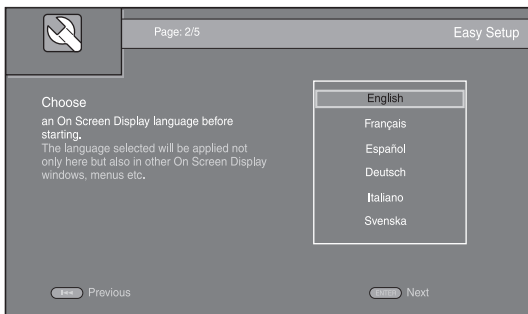 Page: 2/5
Easy Setup
Choose
an On Screen Display language before
starting.
The language selected will be applied not
only here but also in other On Screen Display
windows, menus etc.
English
Français
Español
Deutsch
Italiano
Svenska
Previous
ENTER Next